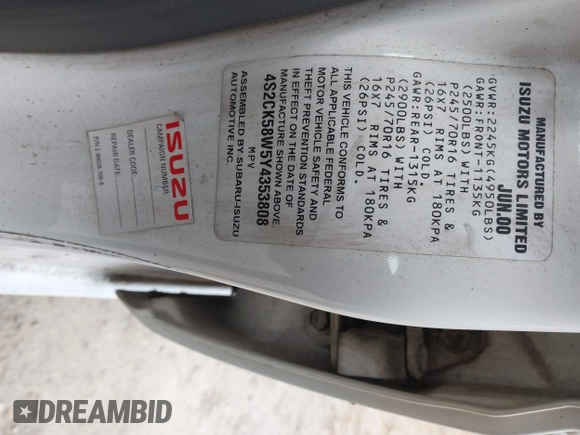 MANUFACTURED BY
ISUZU MOTORS LIMITED
JUN.00
GVWR:2245KG(4950LBS)
GAWR:FRONT-1135KG
(2500LBS) WITH
P245/70R16 TIRES &
16X7 RIMS AT 180KPA
(26PSI) COLD.
GAWR:REAR-1315KG
(2900LBS) WITH
P245/70R16 TIRES &
16X7 RIMS AT 180KPA
(26PSI) COLD.
THIS VEHICLE CONFORMS TO
ALL APPLICABLE FEDERAL
MOTOR VEHICLE SAFETY AND
THEFT PREVENTION STANDARDS
IN EFFECT ON THE DATE OF
MANUFACTURE SHOWN ABOVE.
4S2CK58W5Y4353808
MPV
ASSEMBLED BY SUBARU-ISUZU
AUTOMOTIVE INC.
ISUZU
CAMPAIGN NUMBER:
DEALER CODE:
REPAIR DATE:
DREAMBID